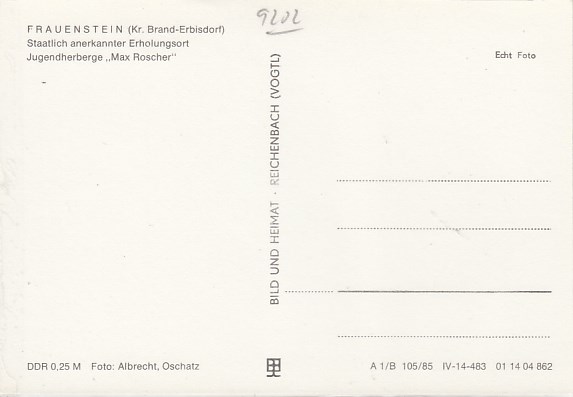 9202
FRAUENSTEIN (Kr. Brand-Erbisdorf)
Staatlich anerkannter Erholungsort
Jugendherberge „Max Roscher"
Echt Foto
BILD UND HEIMAT · REICHENBACH (VOGTL)
DDR 0,25 M Foto: Albrecht, Oschatz
A 1/B 105/85 IV-14-483 01 14 04 862